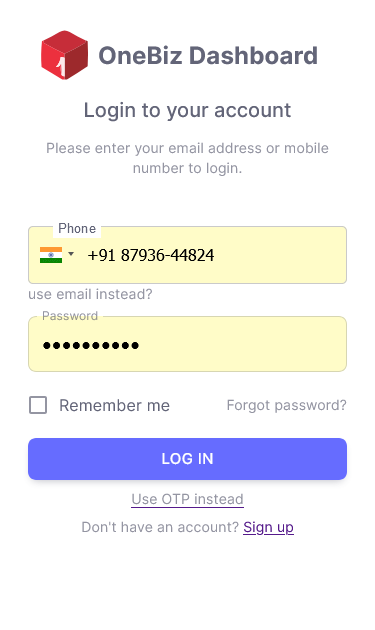 OneBiz Dashboard
Login to your account
Please enter your email address or mobile
number to login.
Phone
+91 87936-44824
use email instead?
Password
••••••••••
Remember me
Forgot password?
LOG IN
Use OTP instead
Don't have an account? Sign up